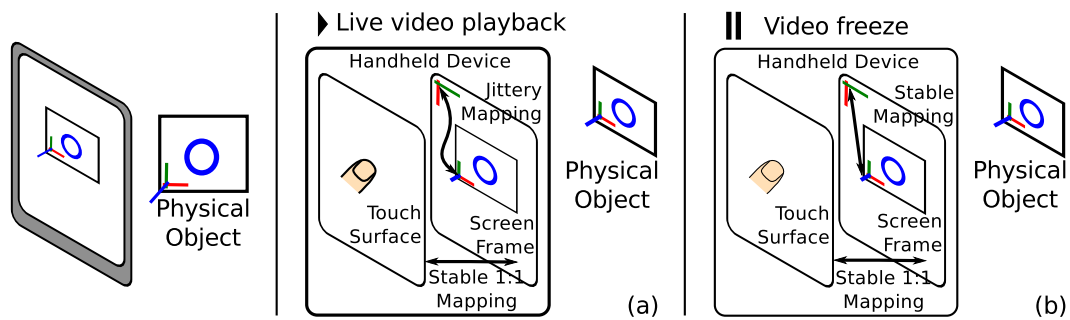 Physical
Object
Live video playback
Handheld Device
Jittery
Mapping
Touch
Surface
Screen
Frame
Stable 1:1
Mapping
Physical
Object
(a)
Video freeze
Handheld Device
Stable
Mapping
Touch
Surface
Screen
Frame
Stable 1:1
Mapping
Physical
Object
(b)